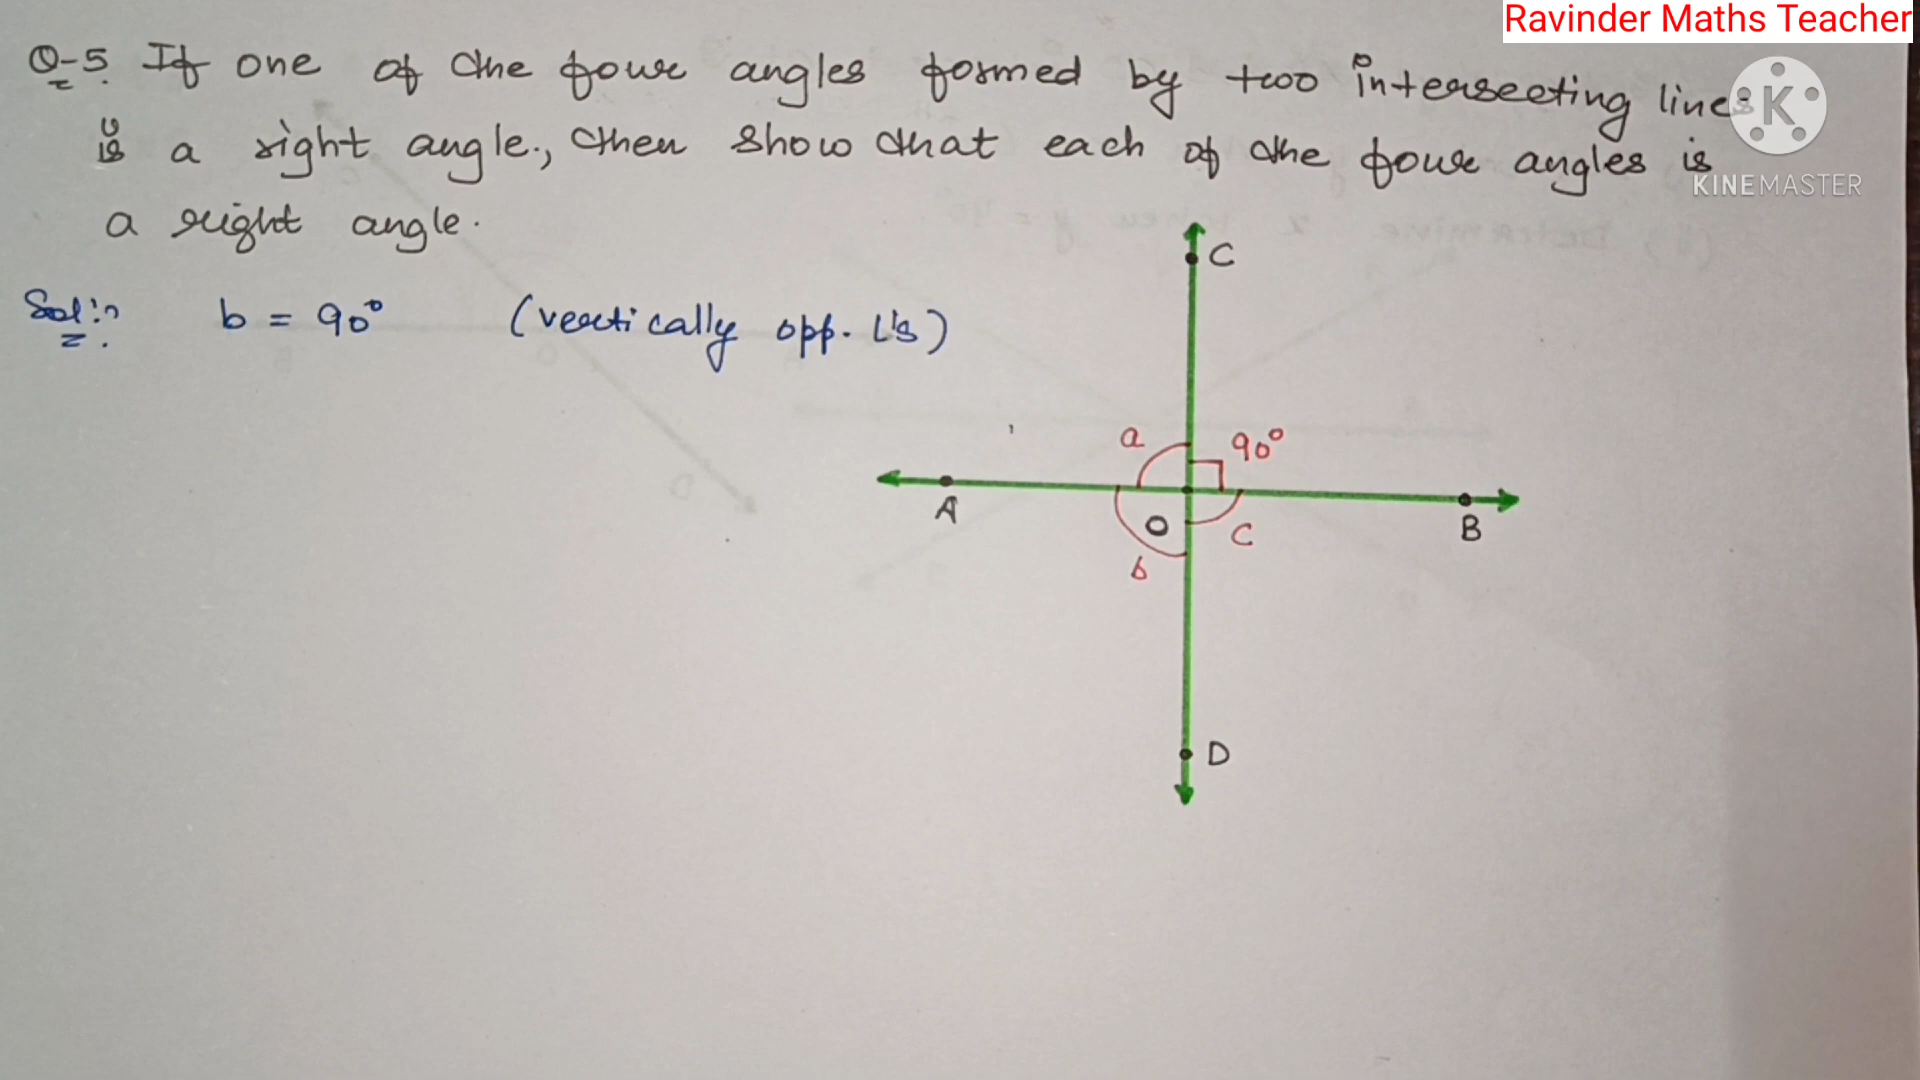 Ravinder Maths Teacher
Q-5. If one of the four angles formed by two intersecting lines
is a right angle., then show that each of the four angles is
a right angle.
KINEMASTER
Sol:n b = 90° (vertically opp. L's)
C
a 90°
A O C B
b
D